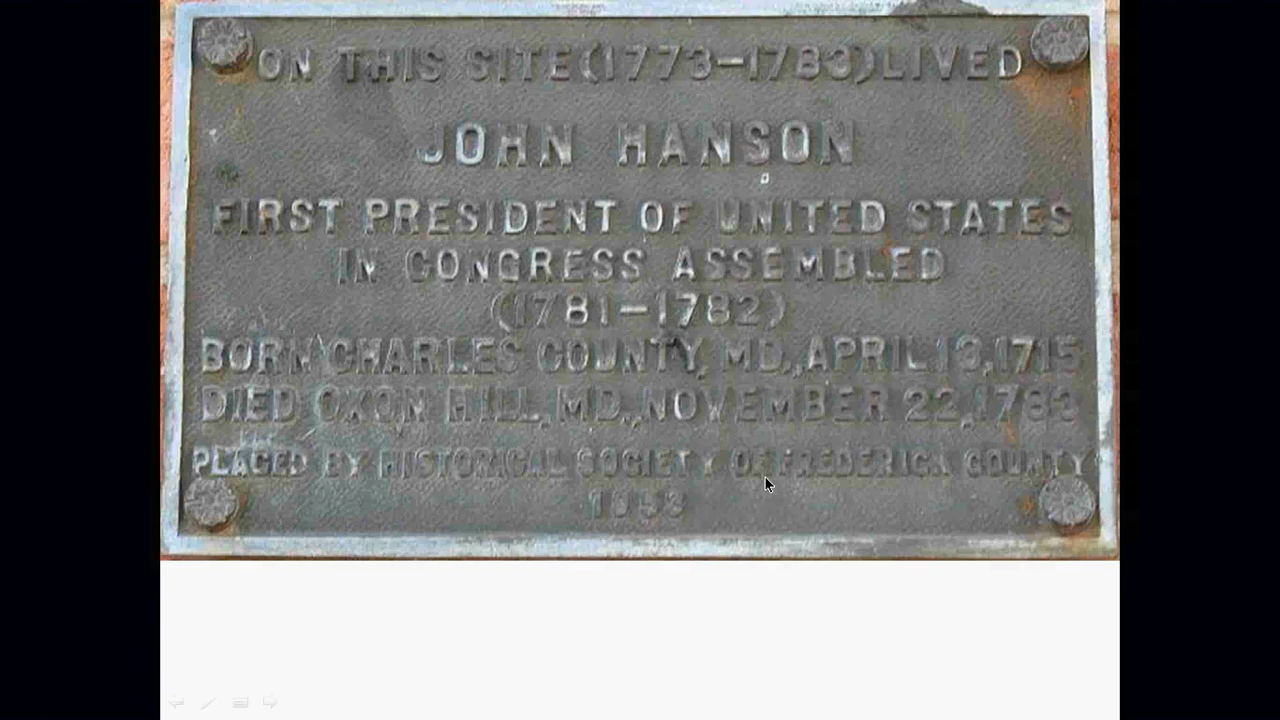 ON THIS SITE (1773-1783) LIVED
JOHN HANSON
FIRST PRESIDENT OF UNITED STATES
IN CONGRESS ASSEMBLED
(1781-1782)
BORN CHARLES COUNTY, MD., APRIL 13, 1715
DIED OXON HILL, MD., NOVEMBER 22, 1783
PLACED BY HISTORICAL SOCIETY OF FREDERICK COUNTY
1953